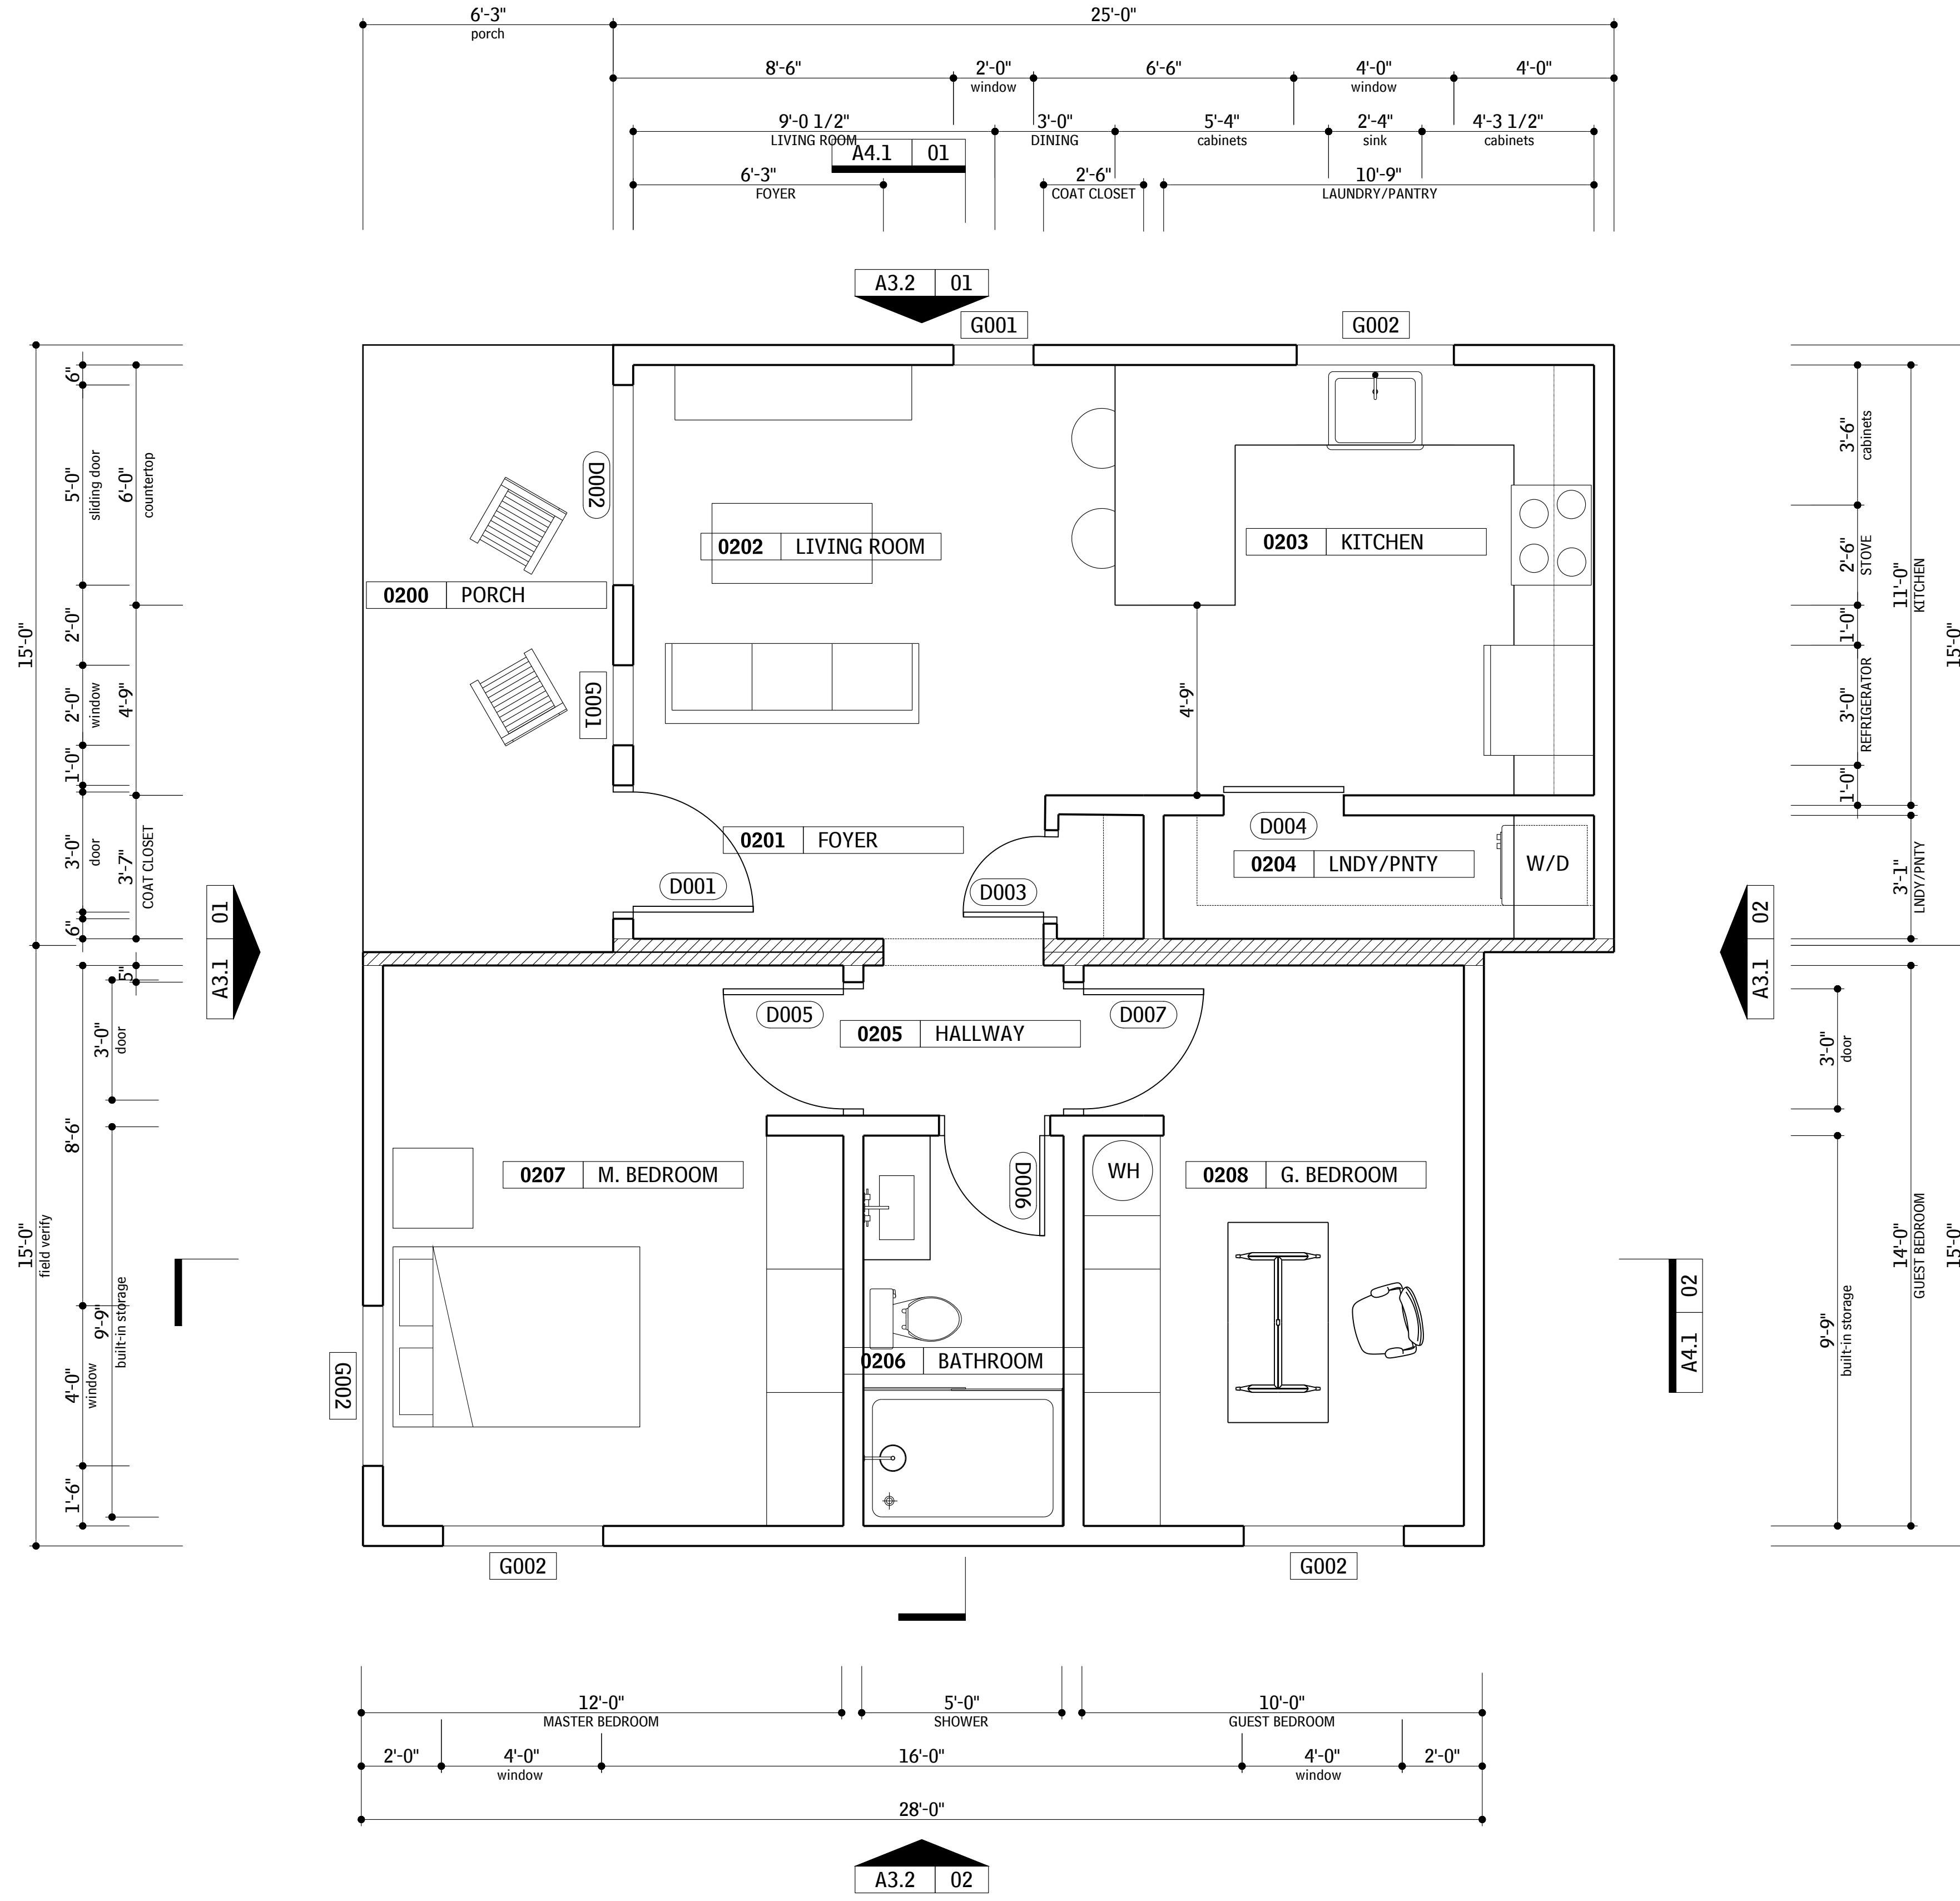 6'-3"
porch
25'-0"
8'-6"
2'-0"
window
6'-6"
4'-0"
window
4'-0"
9'-0 1/2"
LIVING ROOM
3'-0"
DINING
5'-4"
cabinets
2'-4"
sink
4'-3 1/2"
cabinets
A4.1 01
6'-3"
FOYER
2'-6"
COAT CLOSET
10'-9"
LAUNDRY/PANTRY
A3.2 01
G001
G002
15'-0"
6"
5'-0"
sliding door
6'-0"
countertop
2'-0"
2'-0"
window
4'-9"
1'-0"
3'-0"
door
3'-7"
COAT CLOSET
6"
A3.1 01
D002
0202 LIVING ROOM
0203 KITCHEN
0200 PORCH
G001
4'-9"
0201 FOYER
D001
D003
D004
0204 LNDY/PNTY
W/D
3'-6"
cabinets
2'-6"
STOVE
1'-0"
3'-0"
REFRIGERATOR
1'-0"
11'-0"
KITCHEN
15'-0"
3'-1"
LNDY/PNTY
A3.1 02
5"
3'-0"
door
8'-6"
15'-0"
field verify
9'-9"
built-in storage
4'-0"
window
1'-6"
D005
D007
0205 HALLWAY
0207 M. BEDROOM
D006
WH
0208 G. BEDROOM
0206 BATHROOM
G002
G002
G002
3'-0"
door
9'-9"
built-in storage
14'-0"
GUEST BEDROOM
15'-0"
A4.1 02
12'-0"
MASTER BEDROOM
5'-0"
SHOWER
10'-0"
GUEST BEDROOM
2'-0"
4'-0"
window
16'-0"
4'-0"
window
2'-0"
28'-0"
A3.2 02